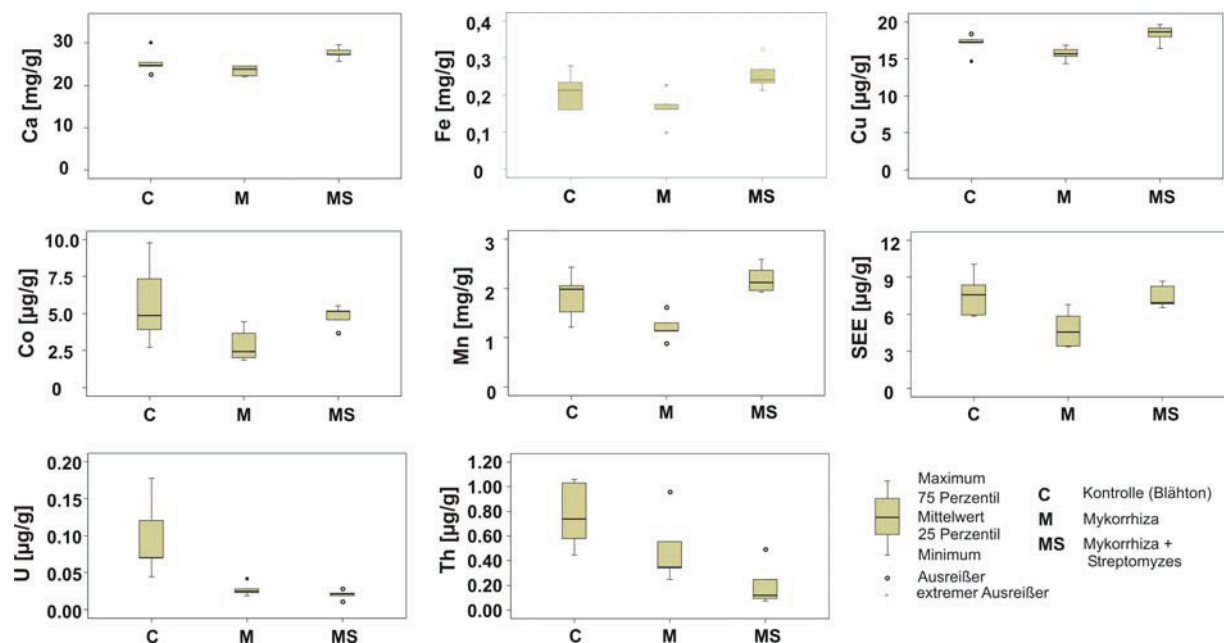 Ca [mg/g]
30
20
10
0
C M MS
Fe [mg/g]
0,4
0,3
0,2
0,1
0
C M MS
Cu [µg/g]
20
15
10
5
0
C M MS
Co [µg/g]
10.0
7.5
5.0
2.5
0
C M MS
Mn [mg/g]
3
2
1
0
C M MS
SEE [µg/g]
12
9
6
3
0
C M MS
U [µg/g]
0.20
0.15
0.10
0.05
0.00
C M MS
Th [µg/g]
1.20
1.00
0.80
0.60
0.40
0.20
0.00
C M MS
Maximum
75 Perzentil
Mittelwert
25 Perzentil
Minimum
Ausreißer
extremer Ausreißer
C Kontrolle (Blähton)
M Mykorrhiza
MS Mykorrhiza +
Streptomyzes